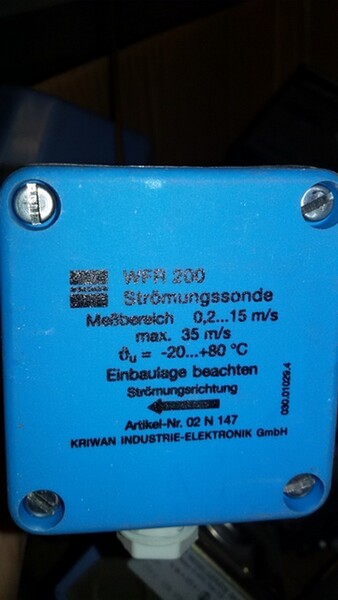 WFR 200
Strömungssonde
Meßbereich 0,2...15 m/s
max. 35 m/s
ϑu = -20...+80 °C
Einbaulage beachten
Strömungsrichtung
Artikel-Nr. 02 N 147
KRIWAN INDUSTRIE-ELEKTRONIK GmbH
030.01029.4